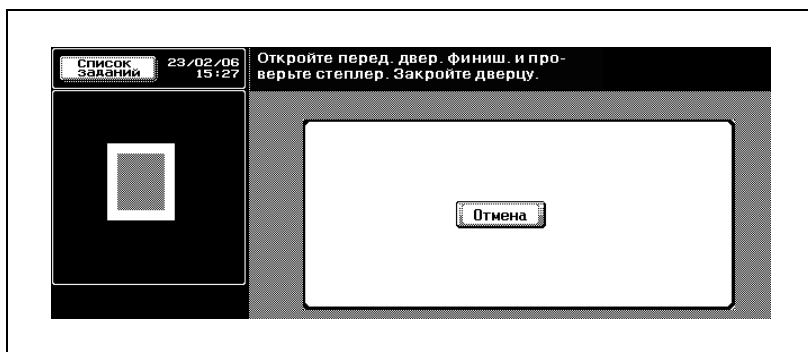 Список
заданий
23/02/06
15:27
Откройте перед. двер. финиш. и про-
верьте степлер. Закройте дверцу.
Отмена